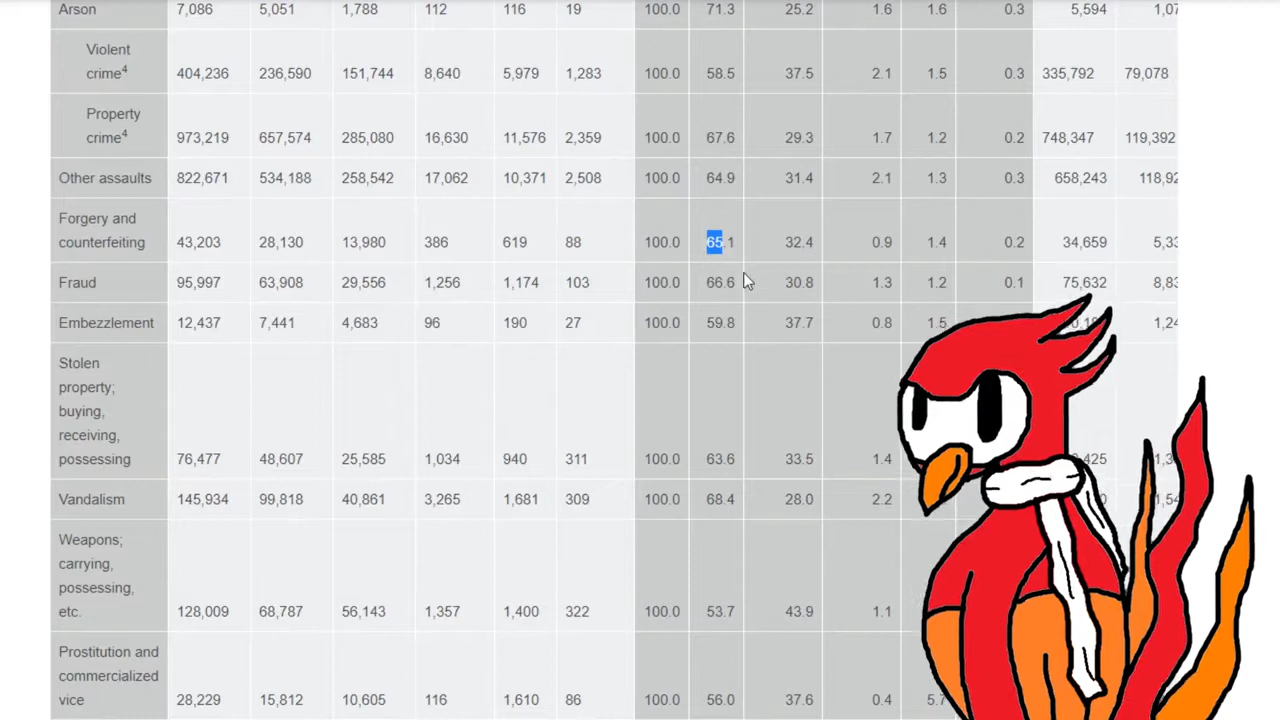 Arson 7,086 5,051 1,788 112 116 19 100.0 71.3 25.2 1.6 1.6 0.3 5,594
Violent
crime4 404,236 236,590 151,744 8,640 5,979 1,283 100.0 58.5 37.5 2.1 1.5 0.3 335,792 79,078
Property
crime4 973,219 657,574 285,080 16,630 11,576 2,359 100.0 67.6 29.3 1.7 1.2 0.2 748,347 119,392
Other assaults 822,671 534,188 258,542 17,062 10,371 2,508 100.0 64.9 31.4 2.1 1.3 0.3 658,243 118,92
Forgery and
counterfeiting 43,203 28,130 13,980 386 619 88 100.0 65.1 32.4 0.9 1.4 0.2 34,659 5,33
Fraud 95,997 63,908 29,556 1,256 1,174 103 100.0 66.6 30.8 1.3 1.2 0.1 75,632 8,83
Embezzlement 12,437 7,441 4,683 96 190 27 100.0 59.8 37.7 0.8 1.5 1,24
Stolen
property;
buying,
receiving,
possessing 76,477 48,607 25,585 1,034 940 311 100.0 63.6 33.5 1.4
Vandalism 145,934 99,818 40,861 3,265 1,681 309 100.0 68.4 28.0 2.2
Weapons;
carrying,
possessing,
etc. 128,009 68,787 56,143 1,357 1,400 322 100.0 53.7 43.9 1.1
Prostitution and
commercialized
vice 28,229 15,812 10,605 116 1,610 86 100.0 56.0 37.6 0.4 5.7